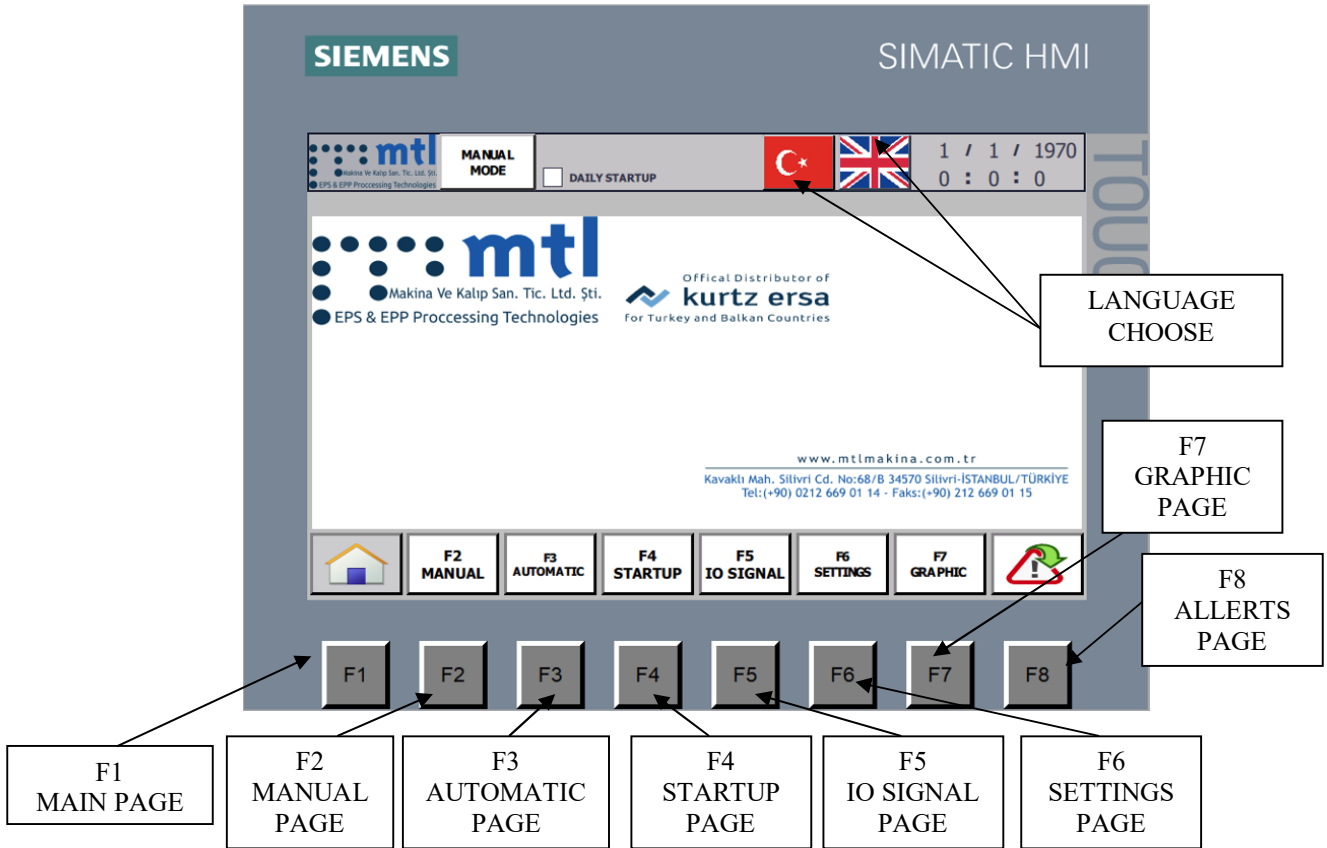 SIEMENS
SIMATIC HMI
TOUC
mtl
Makina Ve Kalıp San. Tic. Ltd. Şti.
EPS & EPP Proccessing Technologies
MANUAL
MODE
DAILY STARTUP
1 / 1 / 1970
0 : 0 : 0
mtl
Makina Ve Kalıp San. Tic. Ltd. Şti.
EPS & EPP Proccessing Technologies
Offical Distributor of
kurtz ersa
for Turkey and Balkan Countries
LANGUAGE
CHOOSE
www.mtlmakina.com.tr
Kavaklı Mah. Silivri Cd. No:68/B 34570 Silivri-İSTANBUL/TÜRKİYE
Tel:(+90) 0212 669 01 14 - Faks:(+90) 212 669 01 15
F7
GRAPHIC
PAGE
F2
MANUAL
F3
AUTOMATIC
F4
STARTUP
F5
IO SIGNAL
F6
SETTINGS
F7
GRAPHIC
F8
ALLERTS
PAGE
F1
F2
F3
F4
F5
F6
F7
F8
F1
MAIN PAGE
F2
MANUAL
PAGE
F3
AUTOMATIC
PAGE
F4
STARTUP
PAGE
F5
IO SIGNAL
PAGE
F6
SETTINGS
PAGE